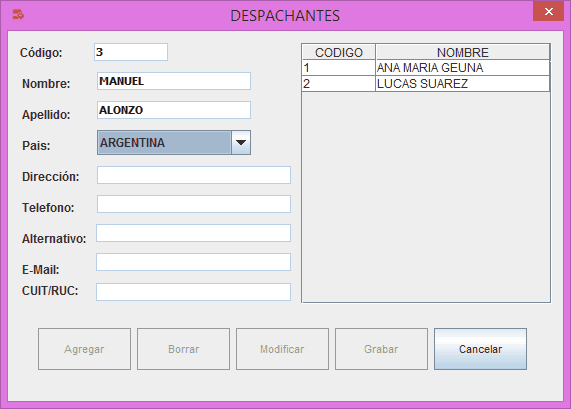 DESPACHANTES
Código: 3
Nombre: MANUEL
Apellido: ALONZO
Pais: ARGENTINA
Dirección:
Telefono:
Alternativo:
E-Mail:
CUIT/RUC:
CODIGO NOMBRE
1 ANA MARIA GEUNA
2 LUCAS SUAREZ
Agregar Borrar Modificar Grabar Cancelar